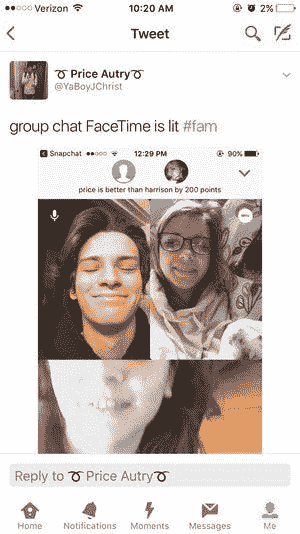 Verizon 10:20 AM 2%
Tweet
Price Autry
@YaBoyJChrist
group chat FaceTime is lit #fam
Snapchat 12:29 PM 90%
price is better than harrison by 200 points
Reply to Price Autry
Home Notifications Moments Messages Me